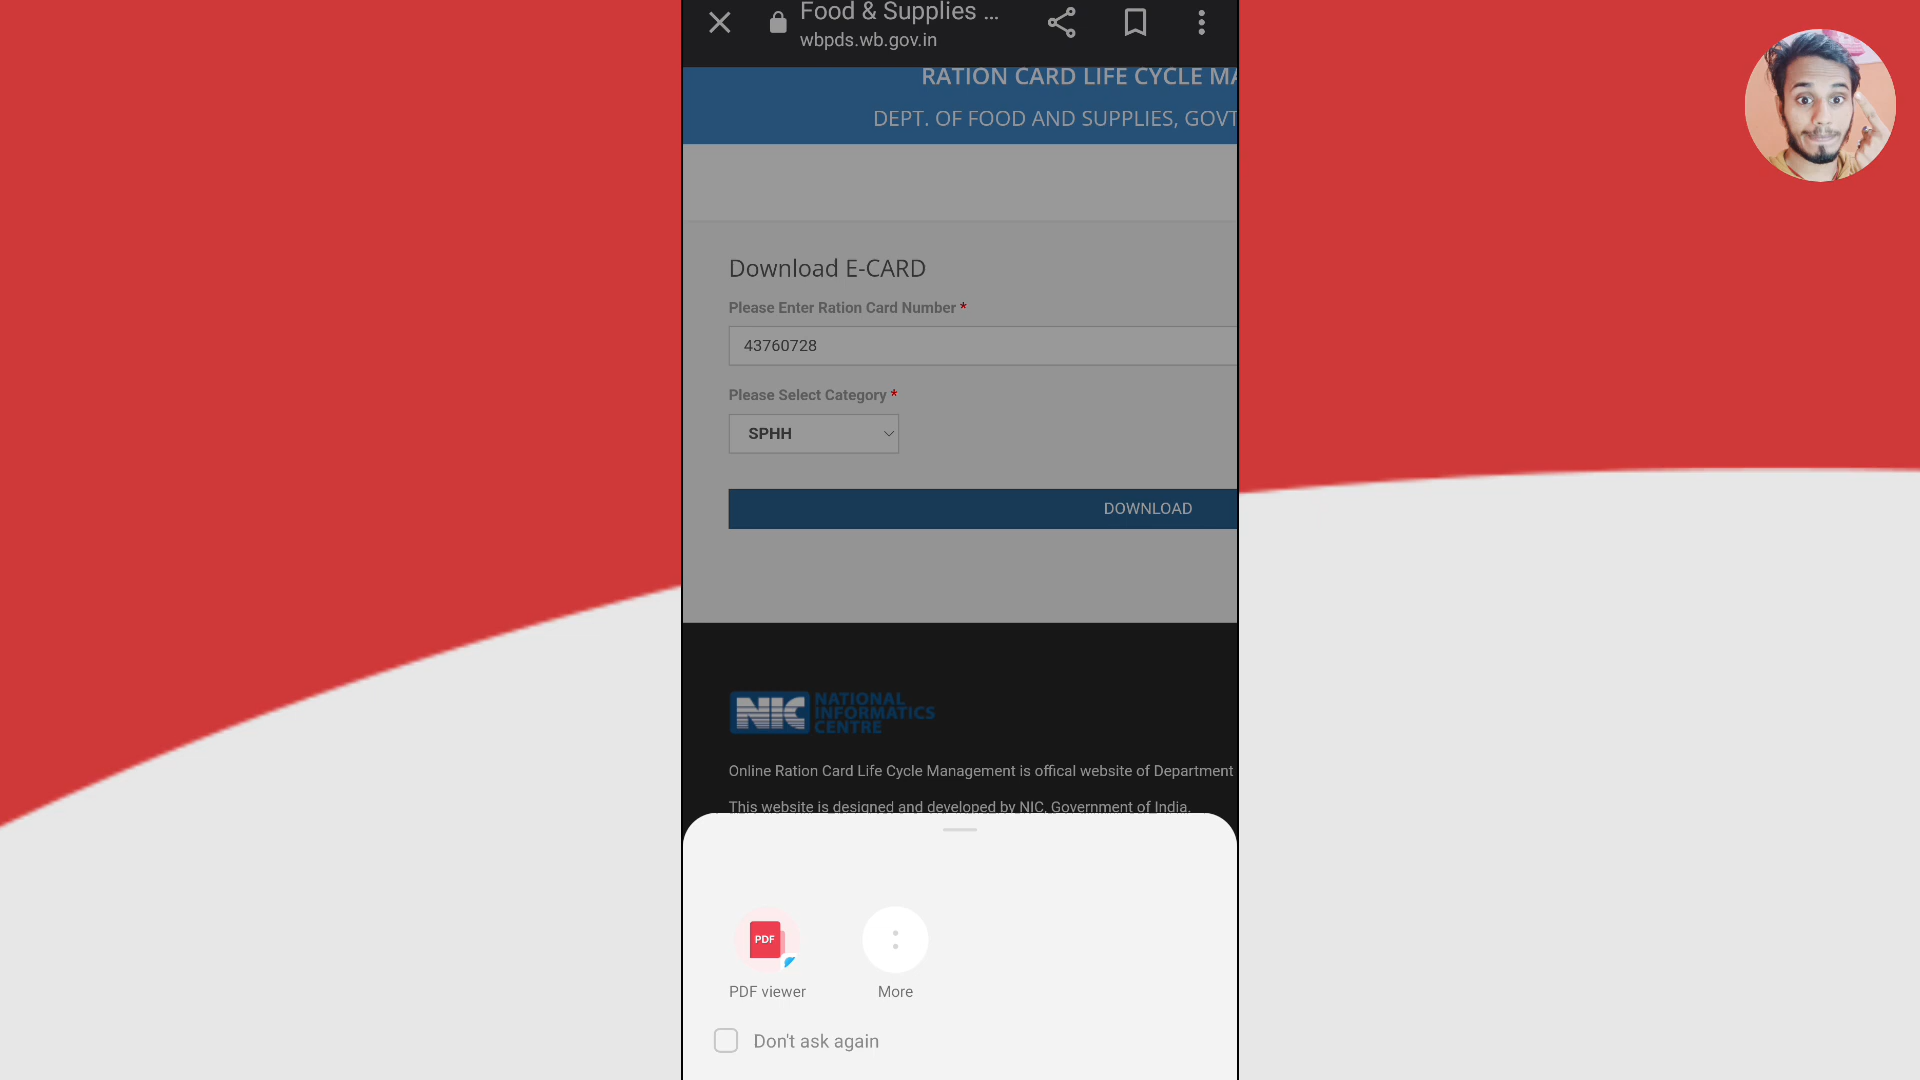 Food & Supplies ...
wbpds.wb.gov.in
RATION CARD LIFE CYCLE MA
DEPT. OF FOOD AND SUPPLIES, GOVT
Download E-CARD
Please Enter Ration Card Number *
43760728
Please Select Category *
SPHH
DOWNLOAD
NIC NATIONAL
INFORMATICS
CENTRE
Online Ration Card Life Cycle Management is offical website of Department
This website is designed and developed by NIC, Government of India.
PDF
PDF viewer
More
Don't ask again